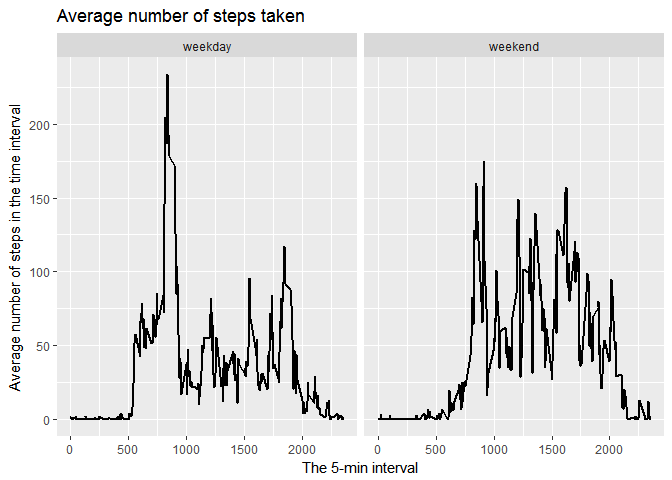 Average number of steps taken
weekday weekend
Average number of steps in the time interval
200
150
100
50
0
0 500 1000 1500 2000 0 500 1000 1500 2000
The 5-min interval